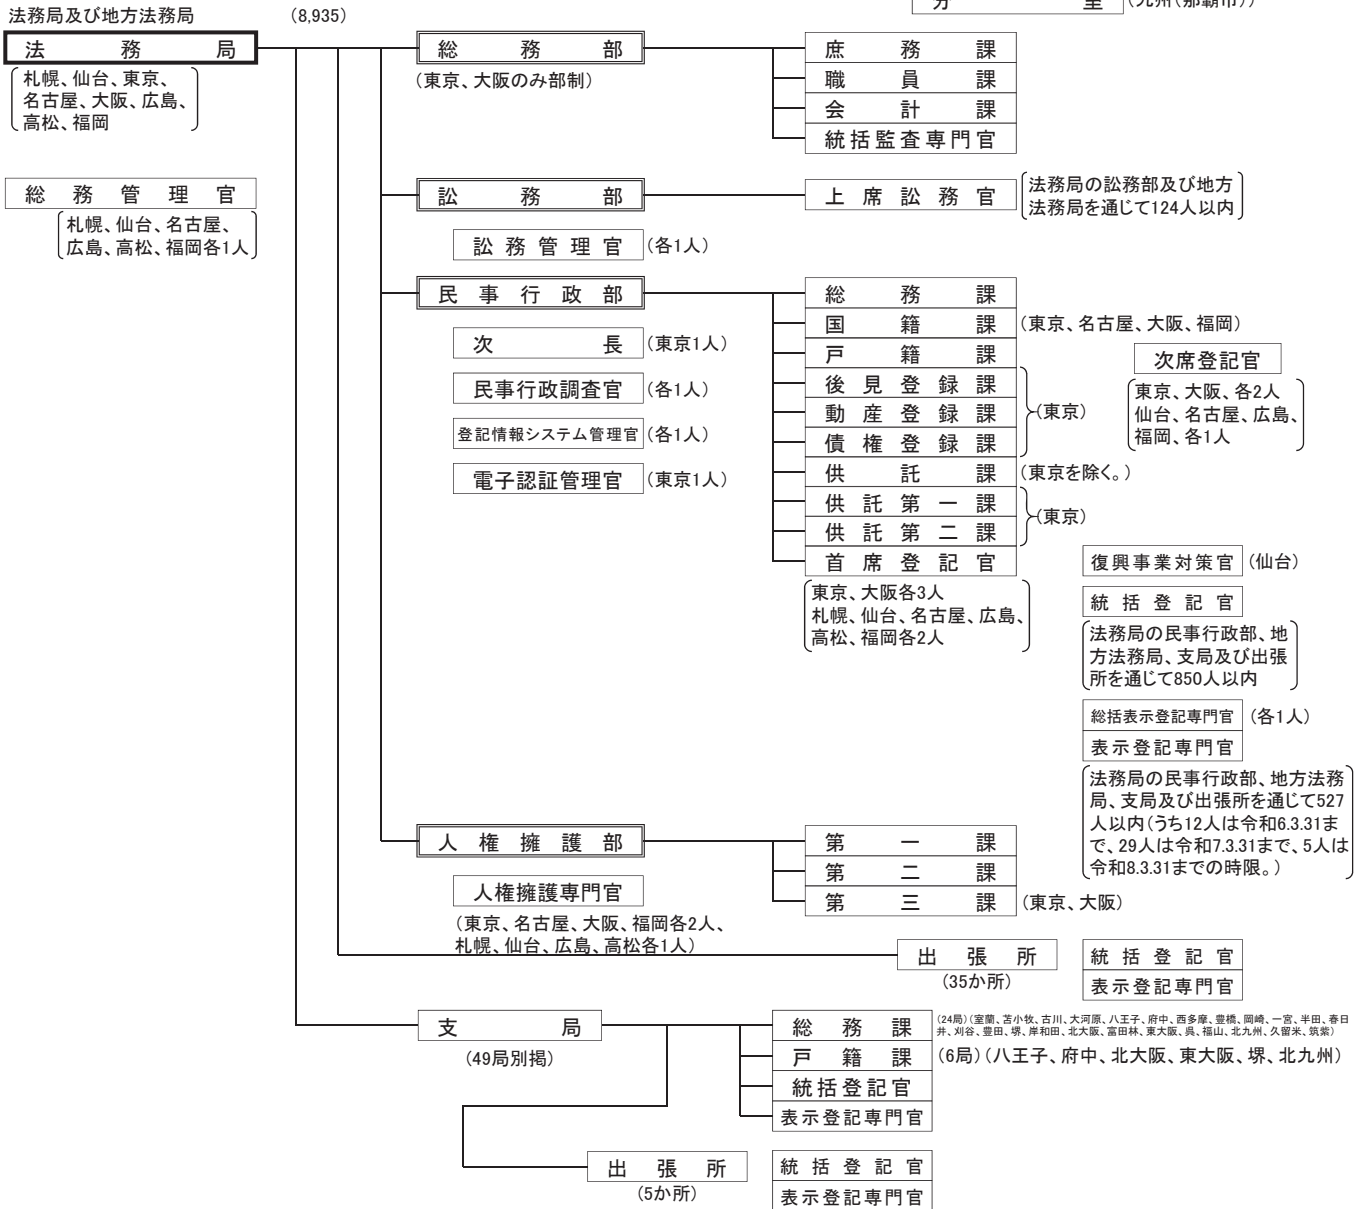 分室(九州(那覇市))
法務局及び地方法務局 (8,935)
法務局
札幌、仙台、東京、
名古屋、大阪、広島、
高松、福岡
総務管理官
札幌、仙台、名古屋、
広島、高松、福岡各1人
総務部
(東京、大阪のみ部制)
庶務課
職員課
会計課
統括監査専門官
訟務部
上席訟務官
法務局の訟務部及び地方
法務局を通じて124人以内
訟務管理官 (各1人)
民事行政部
次長 (東京1人)
民事行政調査官 (各1人)
登記情報システム管理官 (各1人)
電子認証管理官 (東京1人)
総務課
国籍課 (東京、名古屋、大阪、福岡)
戸籍課
後見登録課
動産登録課 (東京)
債権登録課
供託課 (東京を除く。)
供託第一課
(東京)
供託第二課
首席登記官
東京、大阪各3人
札幌、仙台、名古屋、広島、
高松、福岡各2人
次席登記官
東京、大阪、各2人
仙台、名古屋、広島、
福岡、各1人
復興事業対策官 (仙台)
統括登記官
法務局の民事行政部、地
方法務局、支局及び出張
所を通じて850人以内
総括表示登記専門官 (各1人)
表示登記専門官
法務局の民事行政部、地方法務
局、支局及び出張所を通じて527
人以内(うち12人は令和6.3.31ま
で、29人は令和7.3.31まで、5人は
令和8.3.31までの時限。)
人権擁護部
人権擁護専門官
(東京、名古屋、大阪、福岡各2人、
札幌、仙台、広島、高松各1人)
第一課
第二課
第三課 (東京、大阪)
出張所
(35か所)
統括登記官
表示登記専門官
支局
(49局別掲)
総務課
(24局)(室蘭、苫小牧、古川、大河原、八王子、府中、西多摩、豊橋、岡崎、一宮、半田、春日
井、刈谷、豊田、堺、岸和田、北大阪、富田林、東大阪、呉、福山、北九州、久留米、筑紫)
戸籍課 (6局)(八王子、府中、北大阪、東大阪、堺、北九州)
統括登記官
表示登記専門官
出張所
(5か所)
統括登記官
表示登記専門官